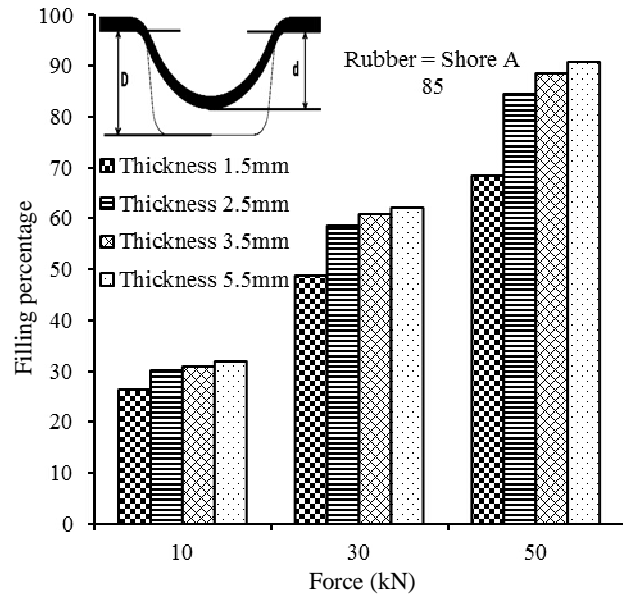 100
90
80
70
60
50
40
30
20
10
0
Filling percentage
D
d
Rubber = Shore A
85
Thickness 1.5mm
Thickness 2.5mm
Thickness 3.5mm
Thickness 5.5mm
10 30 50
Force (kN)